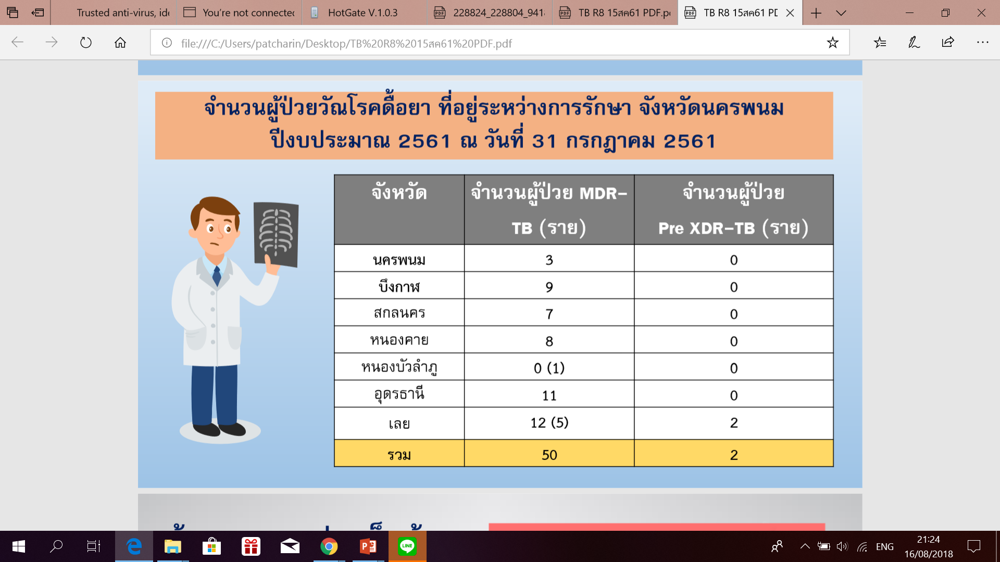 Trusted anti-virus, ide
You're not connected
HotGate V.1.0.3
228824_228804_9418
TB R8 15สค61 PDF.pd
TB R8 15สค61 PD
file:///C:/Users/patcharin/Desktop/TB%20R8%2015สค61%20PDF.pdf
จำนวนผู้ป่วยวัณโรคดื้อยา ที่อยู่ระหว่างการรักษา จังหวัดนครพนม
ปีงบประมาณ 2561 ณ วันที่ 31 กรกฎาคม 2561
จังหวัด จำนวนผู้ป่วย MDR-TB (ราย) จำนวนผู้ป่วย Pre XDR-TB (ราย)
นครพนม 3 0
บึงกาฬ 9 0
สกลนคร 7 0
หนองคาย 8 0
หนองบัวลำภู 0 (1) 0
อุดรธานี 11 0
เลย 12 (5) 2
รวม 50 2
LINE
ENG
21:24
16/08/2018